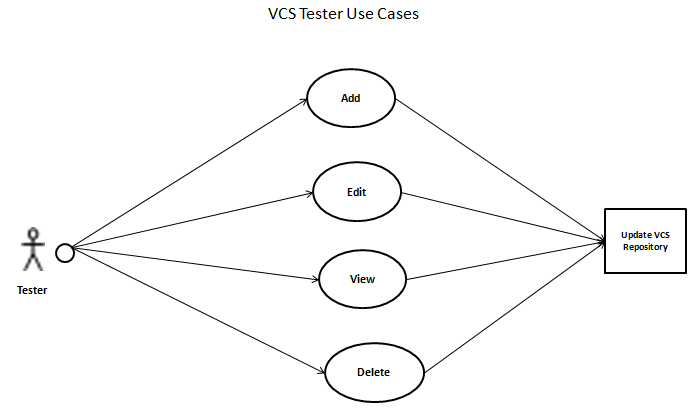 VCS Tester Use Cases
Add
Edit
Update VCS
Repository
View
Tester
Delete